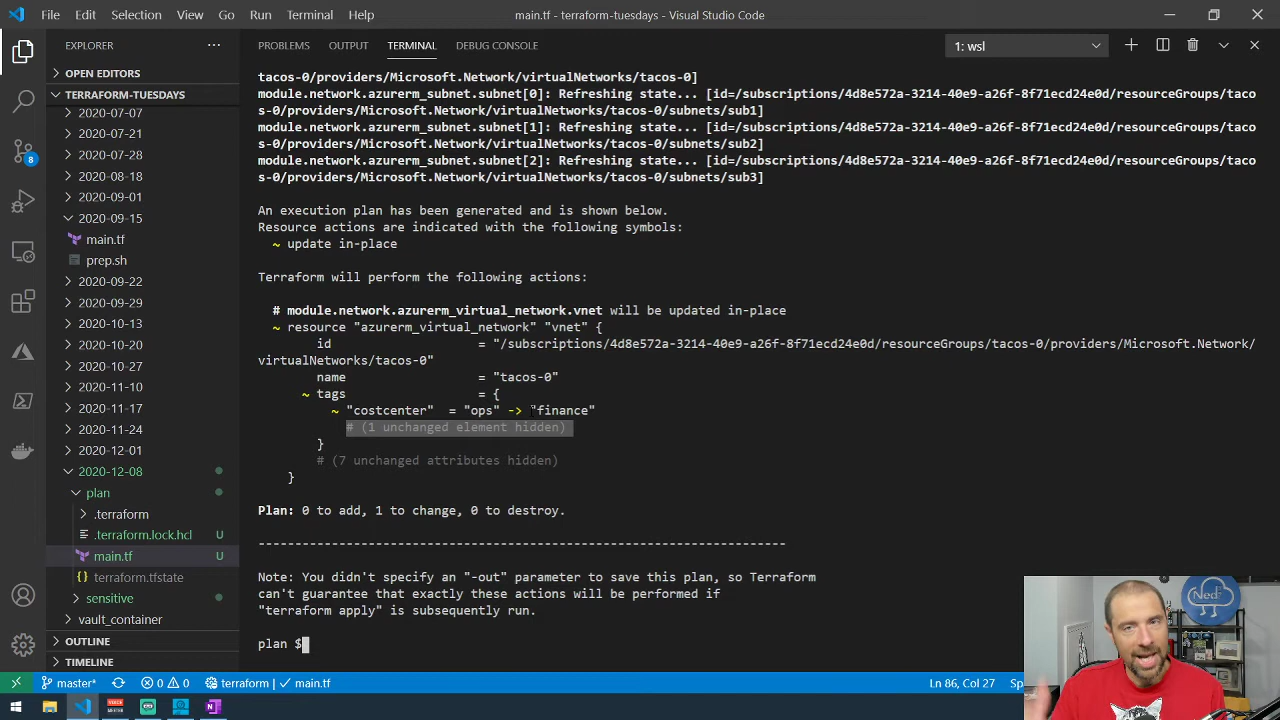 File Edit Selection View Go Run Terminal Help
main.tf - terraform-tuesdays - Visual Studio Code
EXPLORER
OPEN EDITORS
TERRAFORM-TUESDAYS
2020-07-07
2020-07-21
2020-07-28
2020-08-18
2020-09-01
2020-09-15
main.tf
prep.sh
2020-09-22
2020-09-29
2020-10-13
2020-10-20
2020-10-27
2020-11-10
2020-11-17
2020-11-24
2020-12-01
2020-12-08
plan
.terraform
.terraform.lock.hcl U
main.tf U
terraform.tfstate
sensitive
vault_container
OUTLINE
TIMELINE
8
PROBLEMS OUTPUT TERMINAL DEBUG CONSOLE
1: wsl
tacos-0/providers/Microsoft.Network/virtualNetworks/tacos-0]
module.network.azurerm_subnet.subnet[0]: Refreshing state... [id=/subscriptions/4d8e572a-3214-40e9-a26f-8f71ecd24e0d/resourceGroups/taco
s-0/providers/Microsoft.Network/virtualNetworks/tacos-0/subnets/sub1]
module.network.azurerm_subnet.subnet[1]: Refreshing state... [id=/subscriptions/4d8e572a-3214-40e9-a26f-8f71ecd24e0d/resourceGroups/taco
s-0/providers/Microsoft.Network/virtualNetworks/tacos-0/subnets/sub2]
module.network.azurerm_subnet.subnet[2]: Refreshing state... [id=/subscriptions/4d8e572a-3214-40e9-a26f-8f71ecd24e0d/resourceGroups/taco
s-0/providers/Microsoft.Network/virtualNetworks/tacos-0/subnets/sub3]
An execution plan has been generated and is shown below.
Resource actions are indicated with the following symbols:
~ update in-place
Terraform will perform the following actions:
# module.network.azurerm_virtual_network.vnet will be updated in-place
~ resource "azurerm_virtual_network" "vnet" {
id = "/subscriptions/4d8e572a-3214-40e9-a26f-8f71ecd24e0d/resourceGroups/tacos-0/providers/Microsoft.Network/
virtualNetworks/tacos-0"
name = "tacos-0"
~ tags = {
~ "costcenter" = "ops" -> "finance"
# (1 unchanged element hidden)
}
# (7 unchanged attributes hidden)
}
Plan: 0 to add, 1 to change, 0 to destroy.
------------------------------------------------------------------------
Note: You didn't specify an "-out" parameter to save this plan, so Terraform
can't guarantee that exactly these actions will be performed if
"terraform apply" is subsequently run.
plan $
Ned
master* 0 0 terraform | main.tf
Ln 86, Col 27